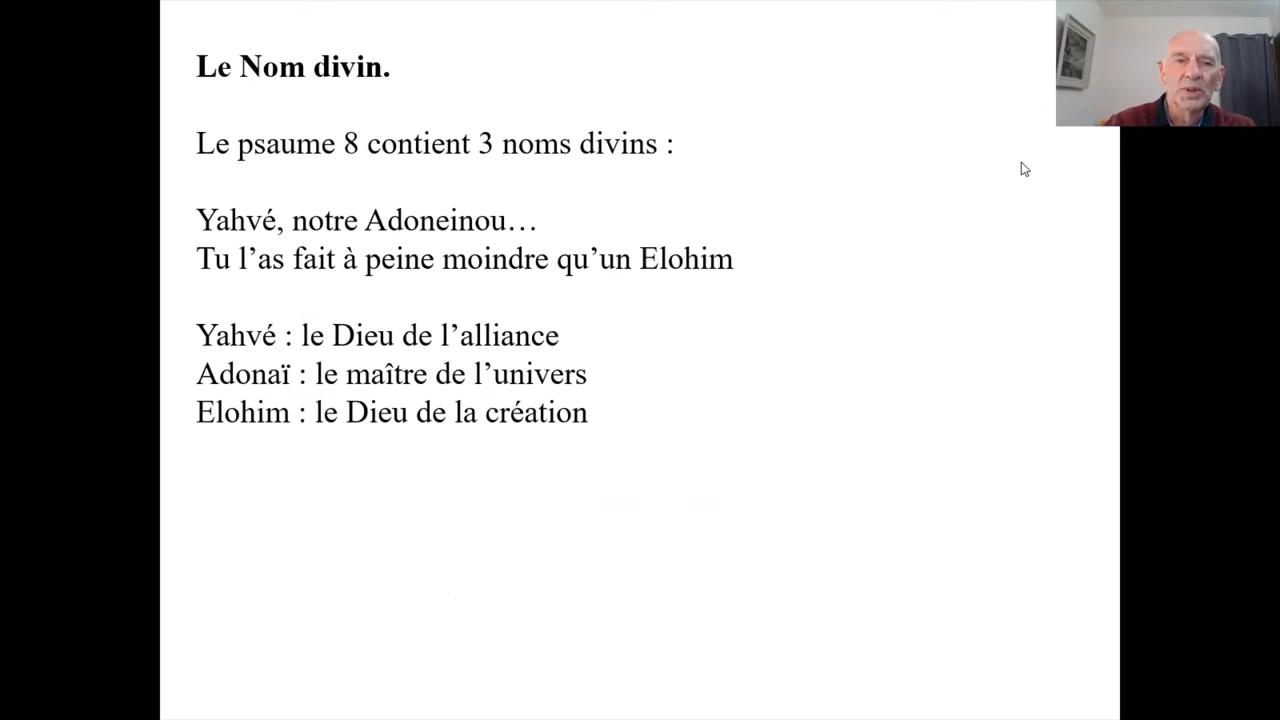 Le Nom divin.
Le psaume 8 contient 3 noms divins :
Yahvé, notre Adoneinou…
Tu l’as fait à peine moindre qu’un Elohim
Yahvé : le Dieu de l’alliance
Adonaï : le maître de l’univers
Elohim : le Dieu de la création